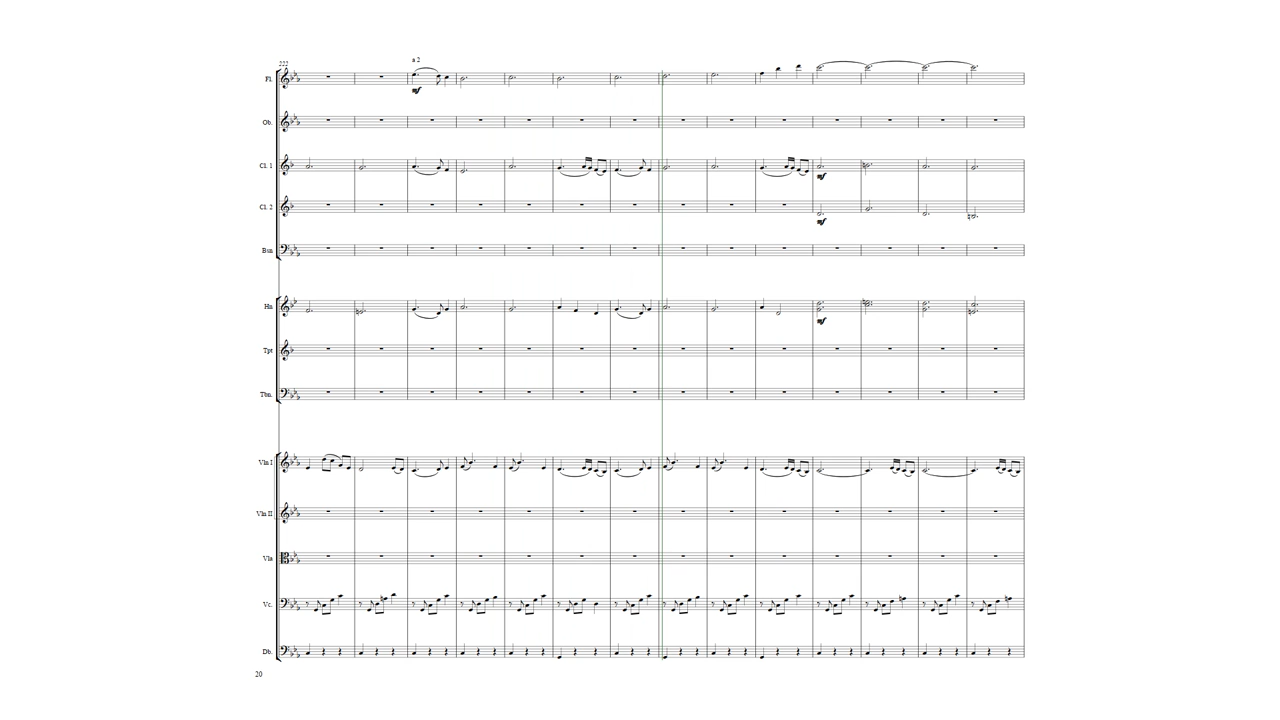 222
a 2
Fl.
mf
Ob.
Cl. 1
mf
Cl. 2
mf
Bsn
Hn
mf
Tpt
Tbn.
Vln I
Vln II
Vla
Vc.
Db.
20